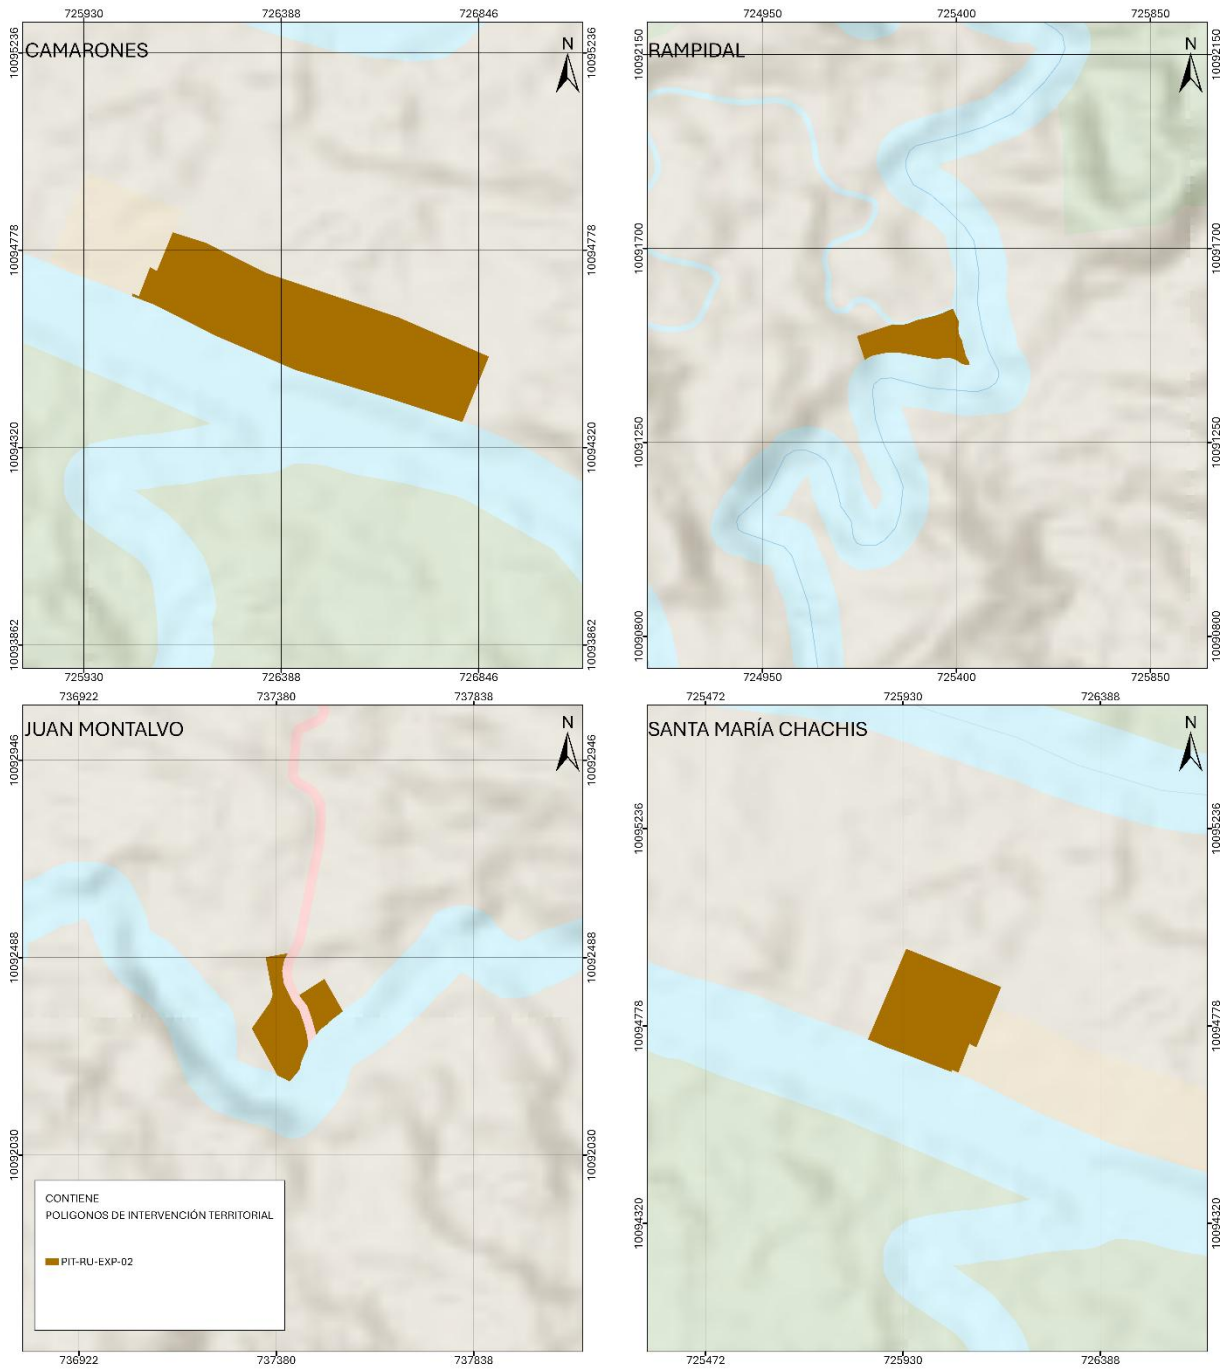 725930 726388 726846
CAMARONES
N
10095236 10095236
10094778 10094778
10094320 10094320
10093862 10093862
725930 726388 726846
724950 725400 725850
RAMPIDAL
N
10092150 10092150
10091700 10091700
10091250 10091250
10090800 10090800
724950 725400 725850
736922 737380 737838
JUAN MONTALVO
N
10092946 10092946
10092488 10092488
10092030 10092030
CONTIENE
POLIGONOS DE INTERVENCIÓN TERRITORIAL
PIT-RU-EXP-02
736922 737380 737838
725472 725930 726388
SANTA MARÍA CHACHIS
N
10095236 10095236
10094778 10094778
10094320 10094320
725472 725930 726388